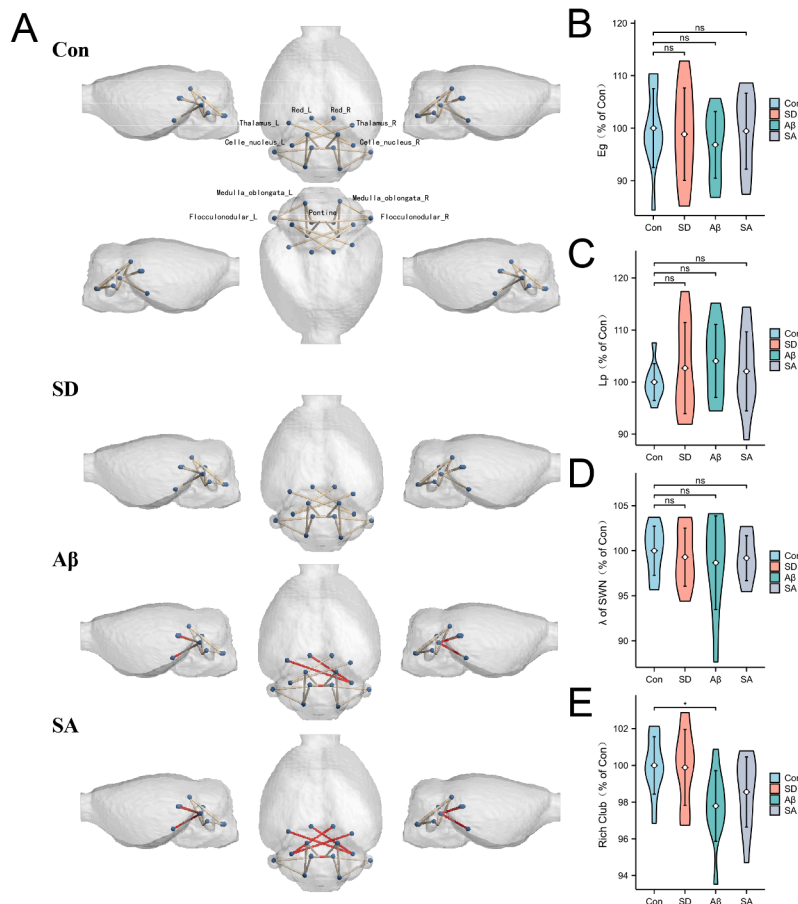 A
Con
Red_L
Red_R
Thalamus_L
Thalamus_R
Celle_nucleus_L
Celle_nucleus_R
Medulla_oblongata_L
Medulla_oblongata_R
Flocculonodular_L
Pontine
Flocculonodular_R
SD
Aβ
SA
B
Eg（% of Con）
120
110
100
90
ns
ns
ns
Con
SD
Aβ
SA
Con
SD
Aβ
SA
C
Lp（% of Con）
120
110
100
90
ns
ns
ns
Con
SD
Aβ
SA
Con
SD
Aβ
SA
D
λ of SWN（% of Con）
105
100
95
90
ns
ns
ns
Con
SD
Aβ
SA
Con
SD
Aβ
SA
E
Rich Club（% of Con）
102
100
98
96
94
*
Con
SD
Aβ
SA
Con
SD
Aβ
SA